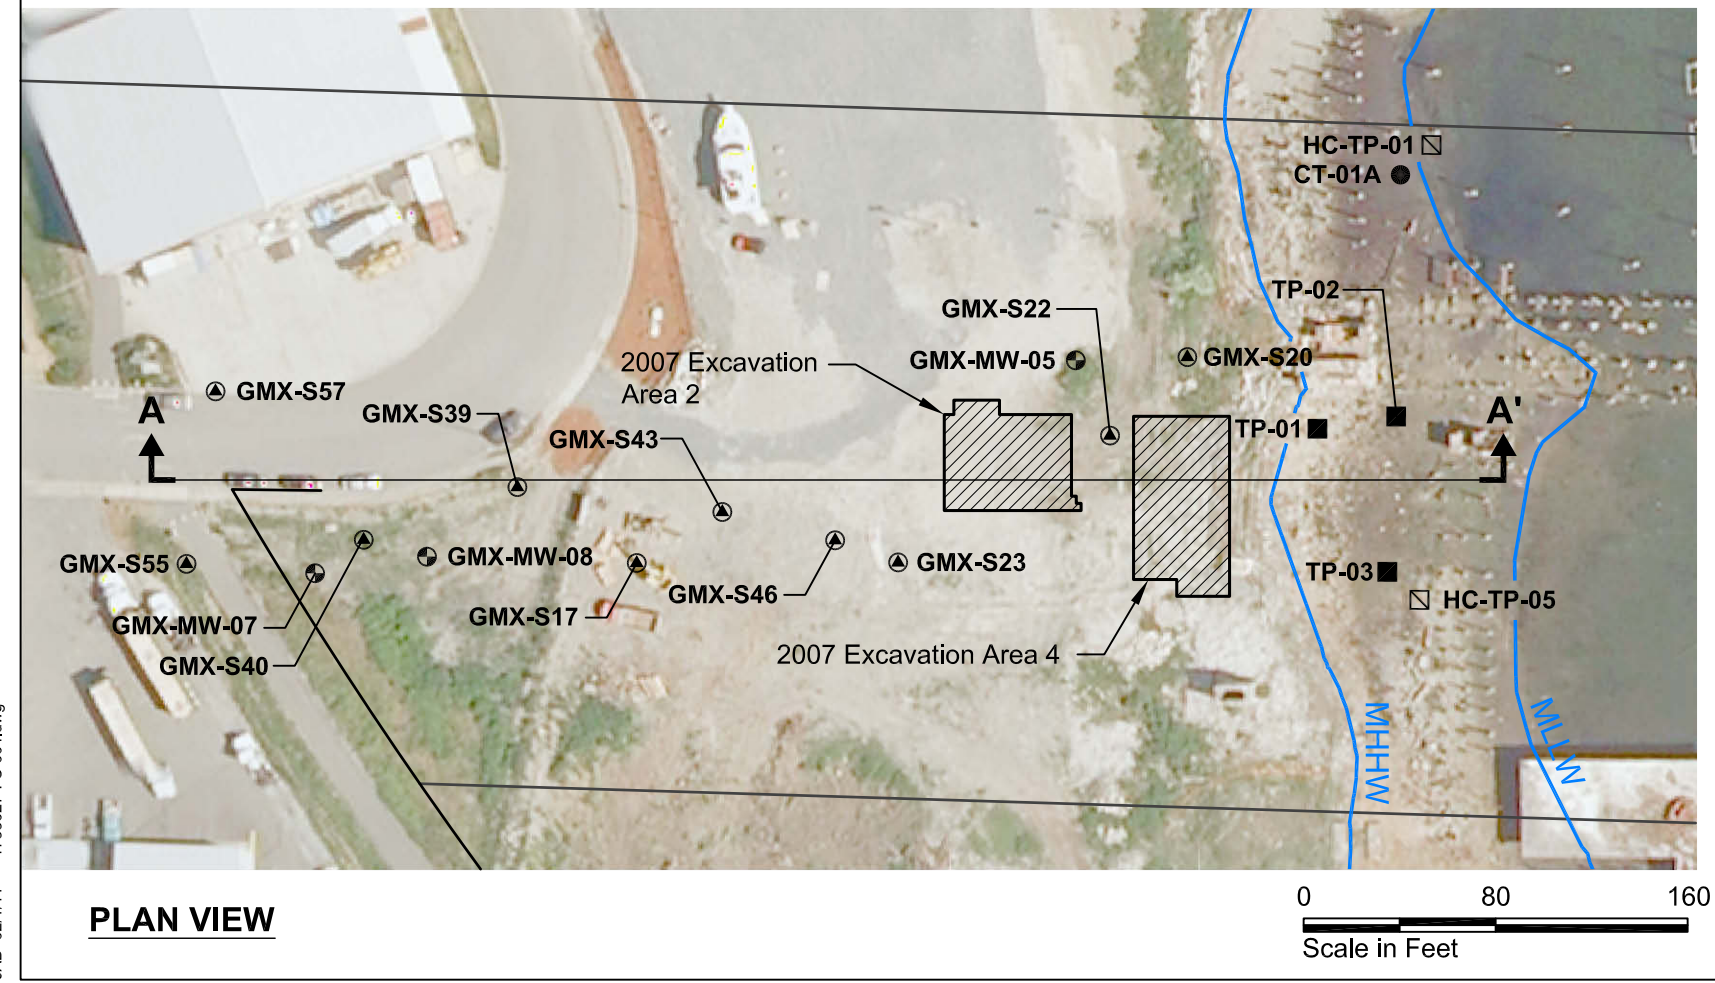 HC-TP-01
CT-01A
TP-02
GMX-S22
2007 Excavation
Area 2
GMX-MW-05
GMX-S20
GMX-S57
A
GMX-S39
GMX-S43
TP-01
A'
GMX-S55
GMX-MW-08
GMX-S23
TP-03
GMX-S46
HC-TP-05
GMX-S17
GMX-MW-07
GMX-S40
2007 Excavation Area 4
MHHW
MLLW
PLAN VIEW
0 80 160
Scale in Feet